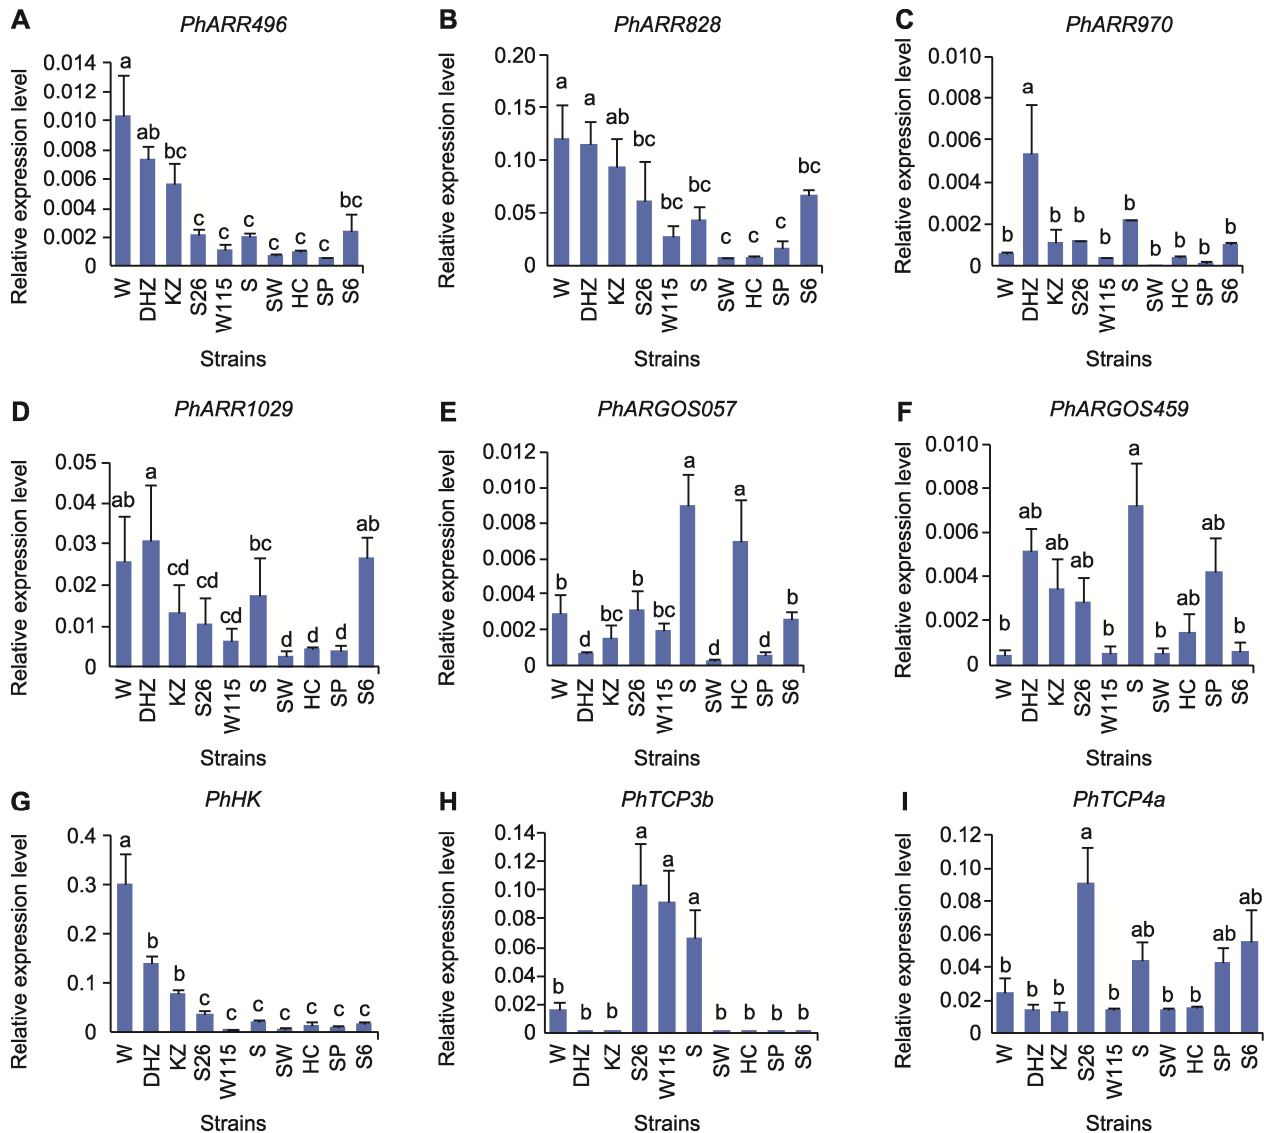 A PhARR496
Relative expression level
0.014
0.012
0.010
0.008
0.006
0.004
0.002
0
a ab bc c c c c c c bc
W DHZ KZ S26 W115 S SW HC SP S6
Strains
B PhARR828
Relative expression level
0.20
0.15
0.10
0.05
0
a a ab bc bc bc c c c bc
W DHZ KZ S26 W115 S SW HC SP S6
Strains
C PhARR970
Relative expression level
0.010
0.008
0.006
0.004
0.002
0
b a b b b b b b b b
W DHZ KZ S26 W115 S SW HC SP S6
Strains
D PhARR1029
Relative expression level
0.05
0.04
0.03
0.02
0.01
0
ab a cd cd cd bc d d d ab
W DHZ KZ S26 W115 S SW HC SP S6
Strains
E PhARGOS057
Relative expression level
0.012
0.010
0.008
0.006
0.004
0.002
0
b d bc b bc a d a d b
W DHZ KZ S26 W115 S SW HC SP S6
Strains
F PhARGOS459
Relative expression level
0.010
0.008
0.006
0.004
0.002
0
b ab ab ab b a b ab ab b
W DHZ KZ S26 W115 S SW HC SP S6
Strains
G PhHK
Relative expression level
0.4
0.3
0.2
0.1
0
a b b c c c c c c c
W DHZ KZ S26 W115 S SW HC SP S6
Strains
H PhTCP3b
Relative expression level
0.14
0.12
0.10
0.08
0.06
0.04
0.02
0
b b b a a a b b b b
W DHZ KZ S26 W115 S SW HC SP S6
Strains
I PhTCP4a
Relative expression level
0.12
0.10
0.08
0.06
0.04
0.02
0
b b b a b ab b b ab ab
W DHZ KZ S26 W115 S SW HC SP S6
Strains